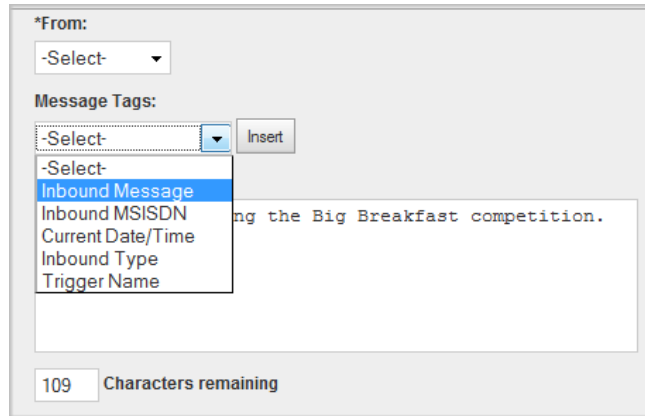 *From:
-Select-
Message Tags:
-Select-
Insert
-Select-
Inbound Message
Inbound MSISDN
Current Date/Time
Inbound Type
Trigger Name
ng the Big Breakfast competition.
109 Characters remaining